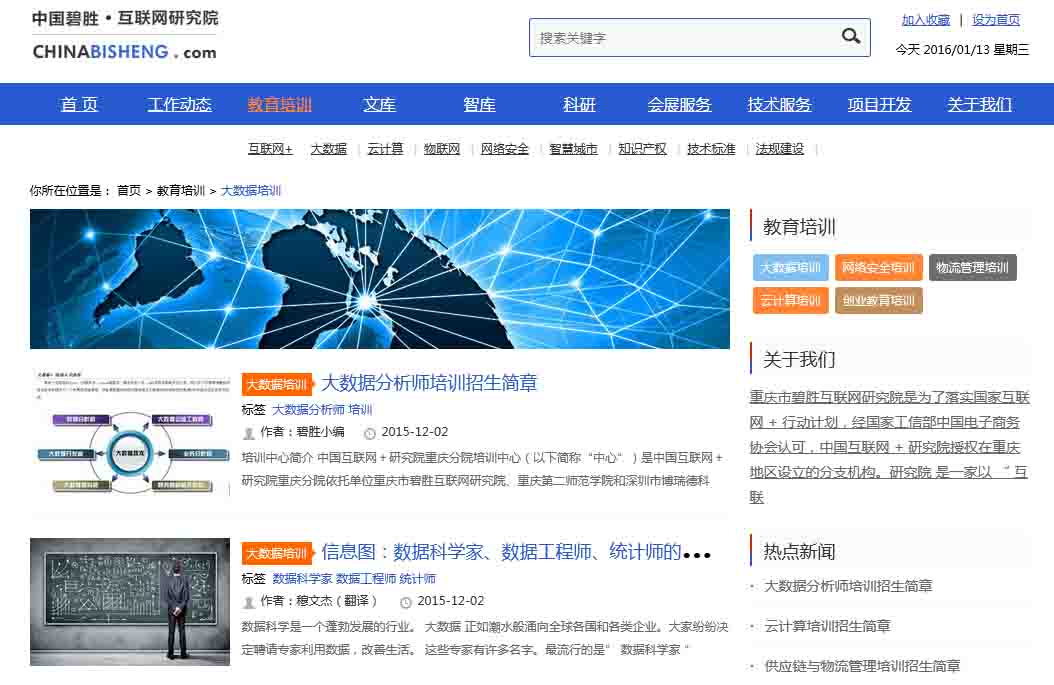 中国碧胜•互联网研究院
CHINABISHENG . com
搜索关键字
加入收藏 | 设为首页
今天 2016/01/13 星期三
首 页 工作动态 教育培训 文库 智库 科研 会展服务 技术服务 项目开发 关于我们
互联网+ | 大数据 | 云计算 | 物联网 | 网络安全 | 智慧城市 | 知识产权 | 技术标准 | 法规建设 |
你所在位置是： 首页 > 教育培训 > 大数据培训
大数据培训 大数据分析师培训招生简章
标签 大数据分析师 培训
作者：碧胜小编 2015-12-02
培训中心简介 中国互联网＋研究院重庆分院培训中心（以下简称“中心”）是中国互联网＋
研究院重庆分院依托单位重庆市碧胜互联网研究院、重庆第二师范学院和深圳市博瑞德科
大数据培训 信息图：数据科学家、数据工程师、统计师的...
标签 数据科学家 数据工程师 统计师
作者：穆文杰（翻译） 2015-12-02
数据科学是一个蓬勃发展的行业。 大数据 正如潮水般涌向全球各国和各类企业。大家纷纷决
定聘请专家利用数据，改善生活。 这些专家有许多名字。最流行的是” 数据科学家 “
教育培训
大数据培训 网络安全培训 物流管理培训
云计算培训 创业教育培训
关于我们
重庆市碧胜互联网研究院是为了落实国家互联
网 + 行动计划，经国家工信部中国电子商务
协会认可，中国互联网 + 研究院授权在重庆
地区设立的分支机构。研究院 是一家以 “ 互
联
热点新闻
· 大数据分析师培训招生简章
· 云计算培训招生简章
· 供应链与物流管理培训招生简章